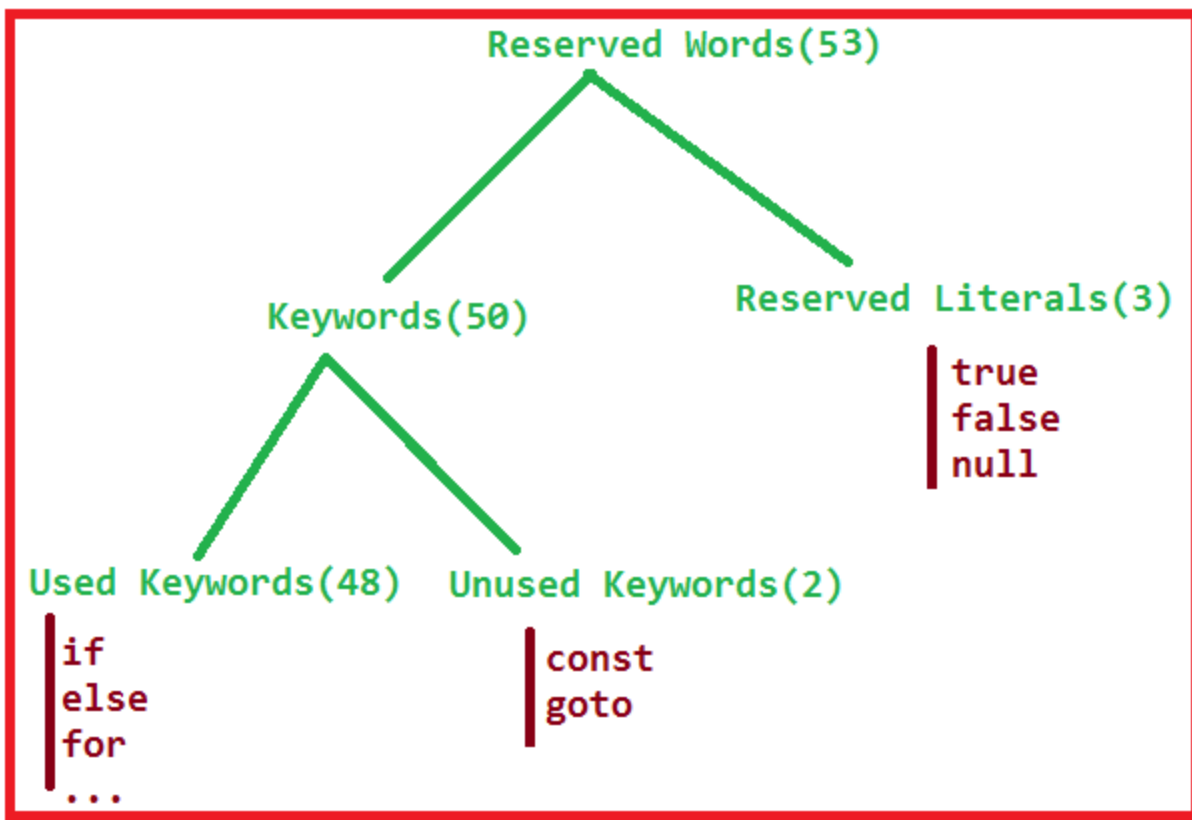 Reserved Words(53)
Keywords(50)
Reserved Literals(3)
true
false
null
Used Keywords(48)
if
else
for
...
Unused Keywords(2)
const
goto